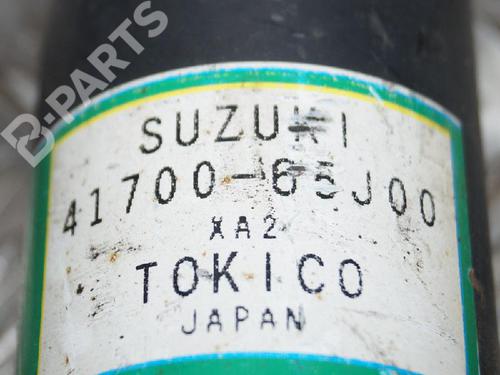 B-PARTS
SUZUKI
41700-65J00
XA2
TOKICO
JAPAN